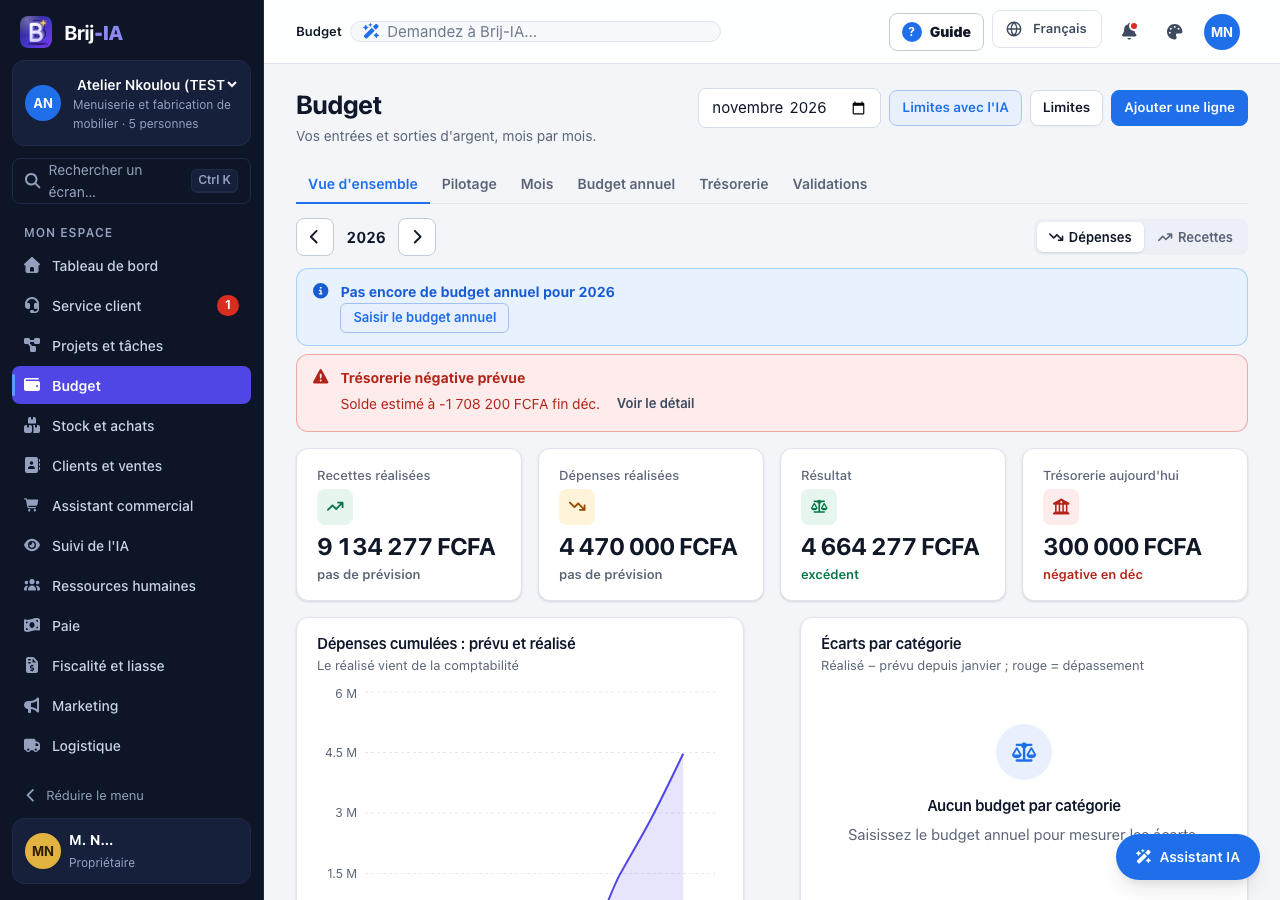 Brij-IA
Atelier Nkoulou (TEST
AN
Menuiserie et fabrication de
mobilier · 5 personnes
Rechercher un
écran...
Ctrl K
MON ESPACE
Tableau de bord
Service client
1
Projets et tâches
Budget
Stock et achats
Clients et ventes
Assistant commercial
Suivi de l'IA
Ressources humaines
Paie
Fiscalité et liasse
Marketing
Logistique
Réduire le menu
MN
M. N...
Propriétaire
Budget
Demandez à Brij-IA...
? Guide
Français
MN
Budget
Vos entrées et sorties d'argent, mois par mois.
novembre 2026
Limites avec l'IA
Limites
Ajouter une ligne
Vue d'ensemble
Pilotage
Mois
Budget annuel
Trésorerie
Validations
2026
Dépenses
Recettes
Pas encore de budget annuel pour 2026
Saisir le budget annuel
Trésorerie négative prévue
Solde estimé à -1 708 200 FCFA fin déc.
Voir le détail
Recettes réalisées
9 134 277 FCFA
pas de prévision
Dépenses réalisées
4 470 000 FCFA
pas de prévision
Résultat
4 664 277 FCFA
excédent
Trésorerie aujourd'hui
300 000 FCFA
négative en déc
Dépenses cumulées : prévu et réalisé
Le réalisé vient de la comptabilité
6 M
4.5 M
3 M
1.5 M
Écarts par catégorie
Réalisé − prévu depuis janvier ; rouge = dépassement
Aucun budget par catégorie
Saisissez le budget annuel pour mesurer les écarts
Assistant IA